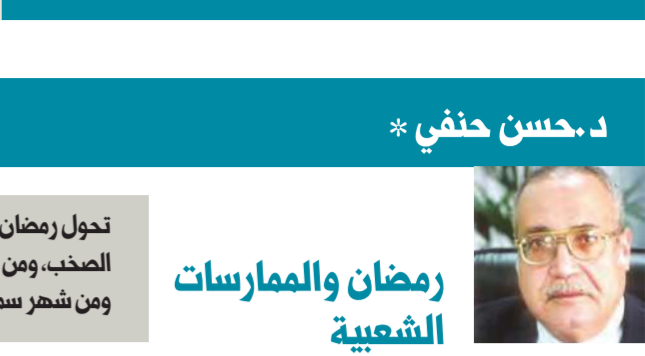 د.حسن حنفي *
رمضان والممارسات
الشعبية
تحول رمضان
الصخب، ومن
ومن شهر